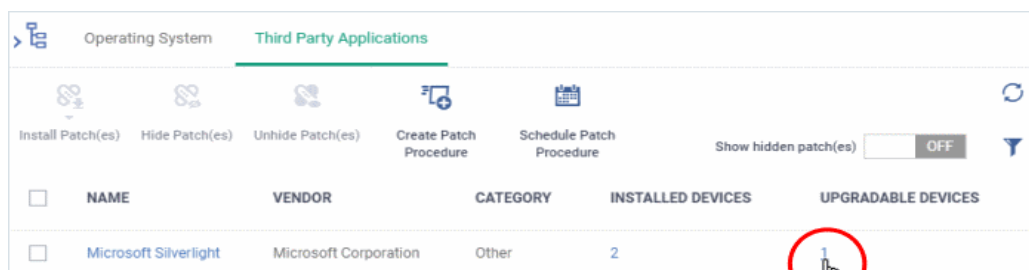 Operating System Third Party Applications
Install Patch(es) Hide Patch(es) Unhide Patch(es) Create Patch Procedure Schedule Patch Procedure Show hidden patch(es) OFF
NAME VENDOR CATEGORY INSTALLED DEVICES UPGRADABLE DEVICES
Microsoft Silverlight Microsoft Corporation Other 2 1